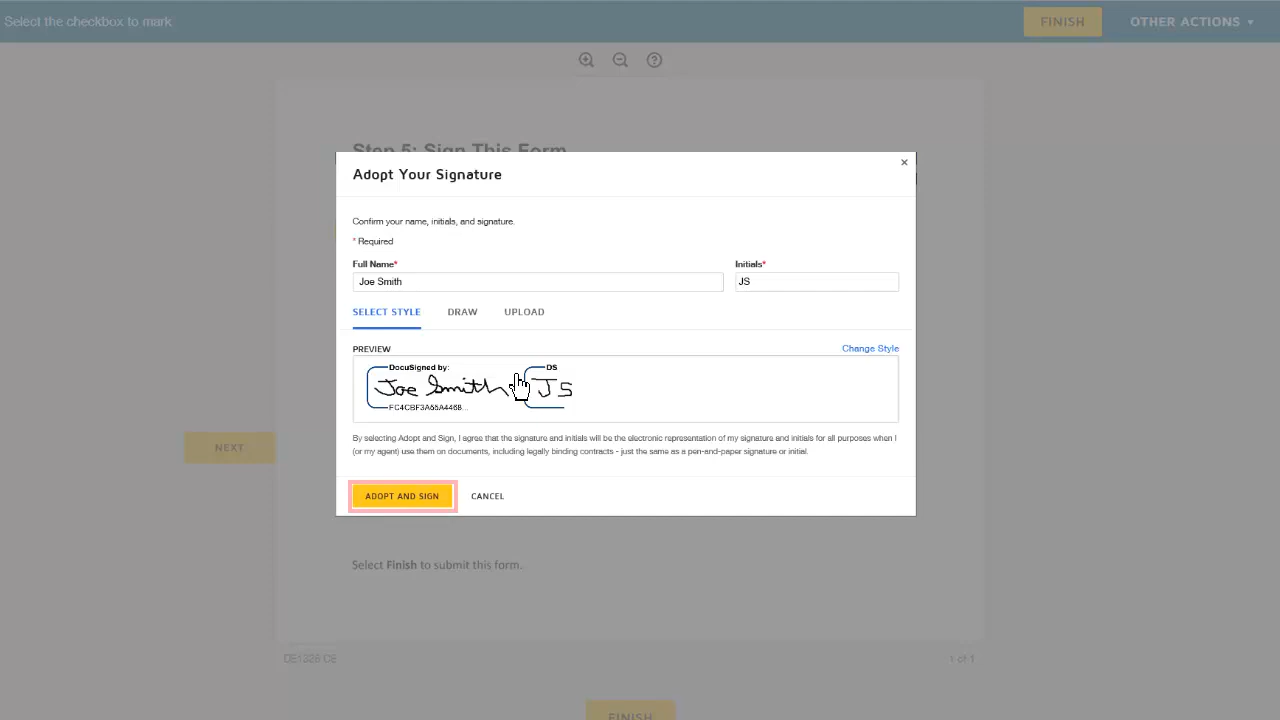 Select the checkbox to mark
FINISH
OTHER ACTIONS
Step 5: Sign This Form
Adopt Your Signature
Confirm your name, initials, and signature.
* Required
Full Name*
Initials*
Joe Smith
JS
SELECT STYLE
DRAW
UPLOAD
PREVIEW
Change Style
DocuSigned by:
DS
Joe Smith
JS
FC4CBF3A55A4468...
By selecting Adopt and Sign, I agree that the signature and initials will be the electronic representation of my signature and initials for all purposes when I
(or my agent) use them on documents, including legally binding contracts - just the same as a pen-and-paper signature or initial.
NEXT
ADOPT AND SIGN
CANCEL
Select Finish to submit this form.
DE1326 CE
1 of 1
FINISH